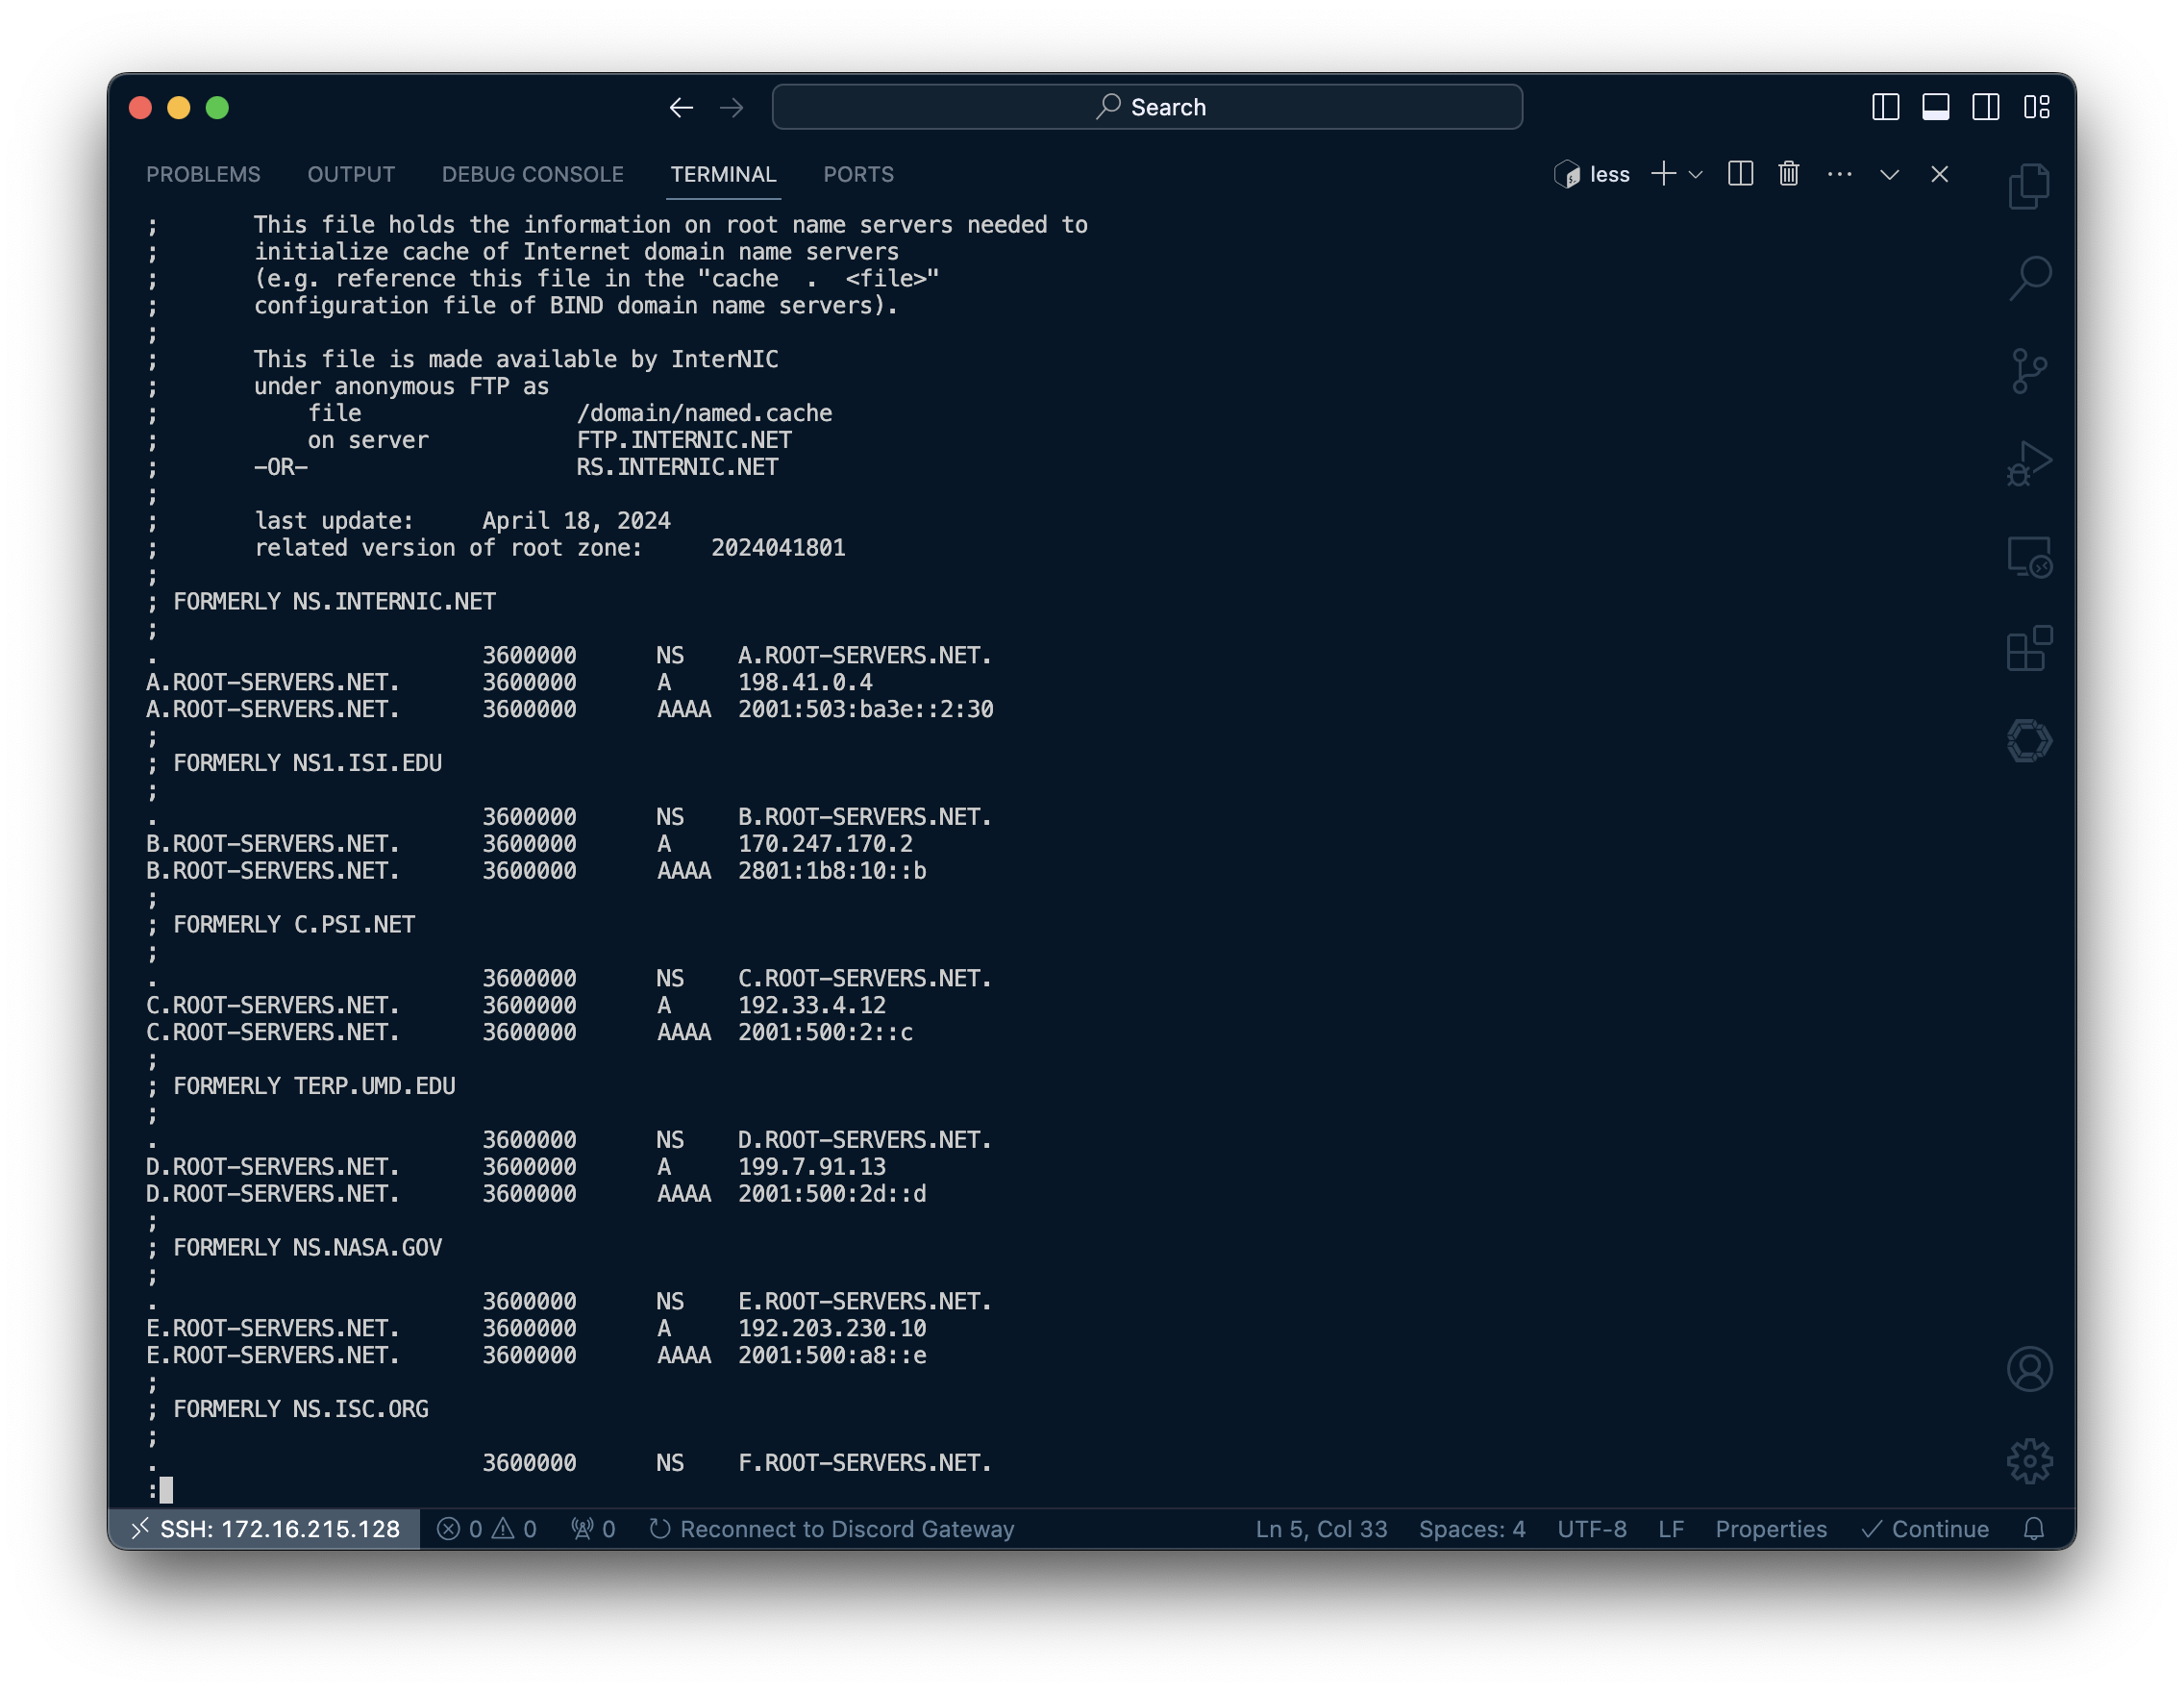 Search
PROBLEMS OUTPUT DEBUG CONSOLE TERMINAL PORTS less
;       This file holds the information on root name servers needed to
;       initialize cache of Internet domain name servers
;       (e.g. reference this file in the "cache  .  <file>"
;       configuration file of BIND domain name servers).
;
;       This file is made available by InterNIC
;       under anonymous FTP as
;           file                /domain/named.cache
;           on server           FTP.INTERNIC.NET
;       -OR-                    RS.INTERNIC.NET
;
;       last update:     April 18, 2024
;       related version of root zone:     2024041801
;
; FORMERLY NS.INTERNIC.NET
;
.                        3600000      NS    A.ROOT-SERVERS.NET.
A.ROOT-SERVERS.NET.      3600000      A     198.41.0.4
A.ROOT-SERVERS.NET.      3600000      AAAA  2001:503:ba3e::2:30
;
; FORMERLY NS1.ISI.EDU
;
.                        3600000      NS    B.ROOT-SERVERS.NET.
B.ROOT-SERVERS.NET.      3600000      A     170.247.170.2
B.ROOT-SERVERS.NET.      3600000      AAAA  2801:1b8:10::b
;
; FORMERLY C.PSI.NET
;
.                        3600000      NS    C.ROOT-SERVERS.NET.
C.ROOT-SERVERS.NET.      3600000      A     192.33.4.12
C.ROOT-SERVERS.NET.      3600000      AAAA  2001:500:2::c
;
; FORMERLY TERP.UMD.EDU
;
.                        3600000      NS    D.ROOT-SERVERS.NET.
D.ROOT-SERVERS.NET.      3600000      A     199.7.91.13
D.ROOT-SERVERS.NET.      3600000      AAAA  2001:500:2d::d
;
; FORMERLY NS.NASA.GOV
;
.                        3600000      NS    E.ROOT-SERVERS.NET.
E.ROOT-SERVERS.NET.      3600000      A     192.203.230.10
E.ROOT-SERVERS.NET.      3600000      AAAA  2001:500:a8::e
;
; FORMERLY NS.ISC.ORG
;
.                        3600000      NS    F.ROOT-SERVERS.NET.
:
SSH: 172.16.215.128 0 0 0 Reconnect to Discord Gateway Ln 5, Col 33 Spaces: 4 UTF-8 LF Properties Continue